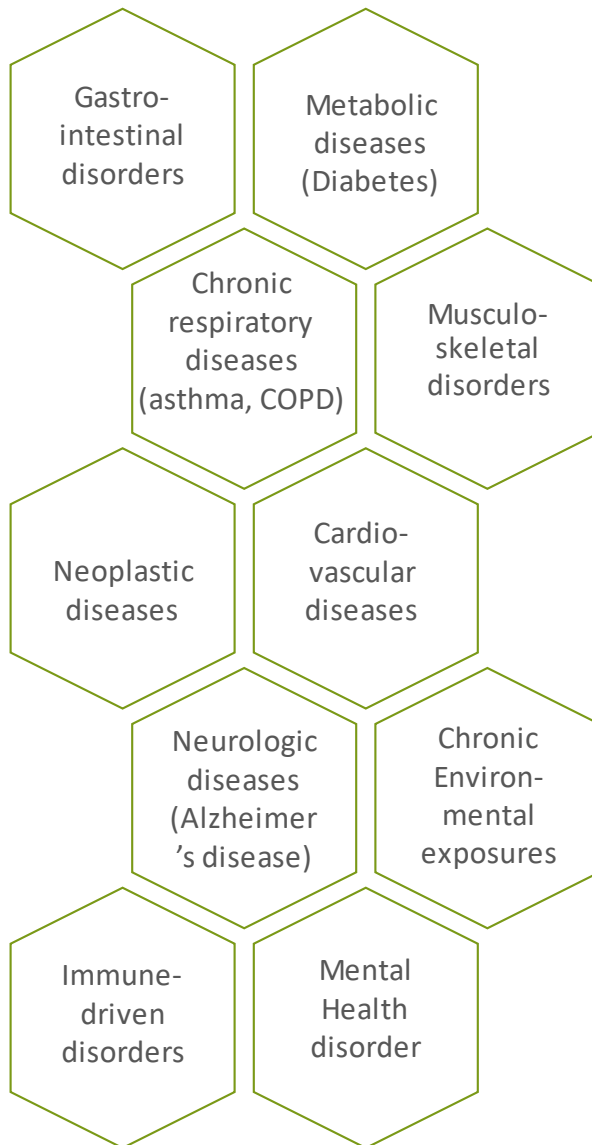 Gastro-
intestinal
disorders
Metabolic
diseases
(Diabetes)
Chronic
respiratory
diseases
(asthma, COPD)
Musculo-
skeletal
disorders
Neoplastic
diseases
Cardio-
vascular
diseases
Neurologic
diseases
(Alzheimer
’s disease)
Chronic
Environ-
mental
exposures
Immune-
driven
disorders
Mental
Health
disorder